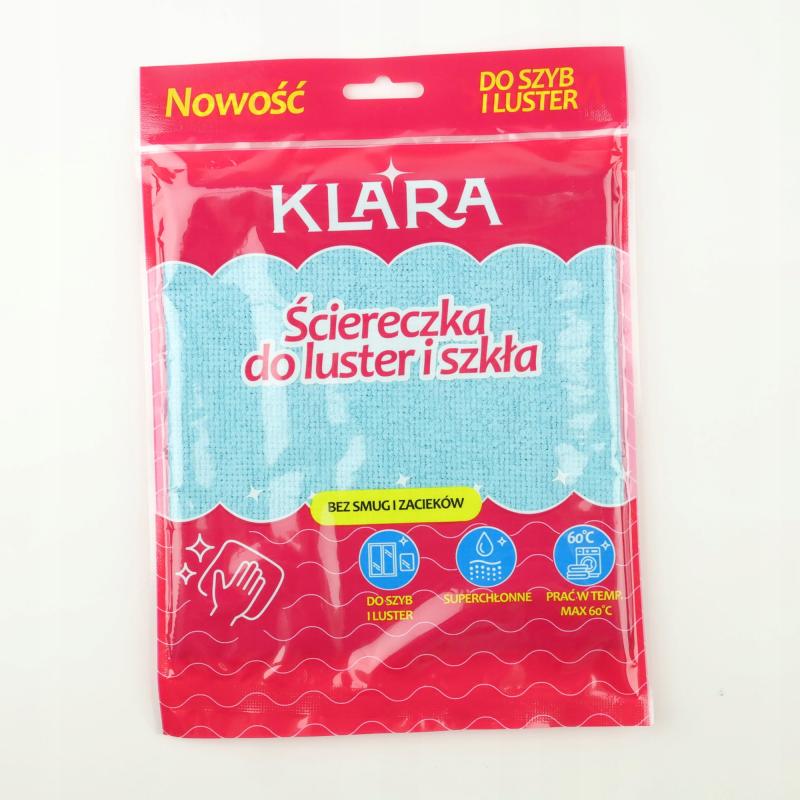 Nowość
DO SZYB
I LUSTER
KLARA
Ściereczka
do luster i szkła
BEZ SMUG I ZACIEKÓW
DO SZYB
I LUSTER
SUPERCHŁONNE
60°C
PRAĆ W TEMP.
MAX 60°C